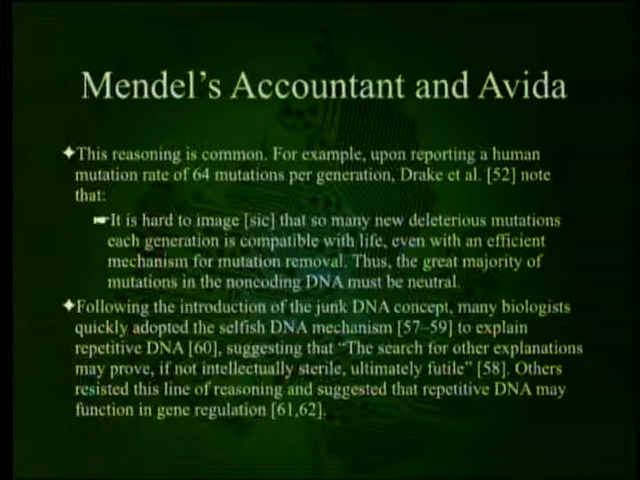 Mendel's Accountant and Avida
This reasoning is common. For example, upon reporting a human
mutation rate of 64 mutations per generation, Drake et al. [52] note
that:
It is hard to image [sic] that so many new deleterious mutations
each generation is compatible with life, even with an efficient
mechanism for mutation removal. Thus, the great majority of
mutations in the noncoding DNA must be neutral.
Following the introduction of the junk DNA concept, many biologists
quickly adopted the selfish DNA mechanism [57–59] to explain
repetitive DNA [60], suggesting that “The search for other explanations
may prove, if not intellectually sterile, ultimately futile” [58]. Others
resisted this line of reasoning and suggested that repetitive DNA may
function in gene regulation [61,62].